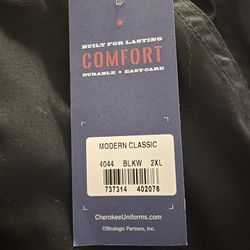 BUILT FOR LASTING
COMFORT
DURABLE & EASY-CARE
MODERN CLASSIC
4044 BLKW 2XL
737314 402076
CherokeeUniforms.com
©Strategic Partners, Inc.